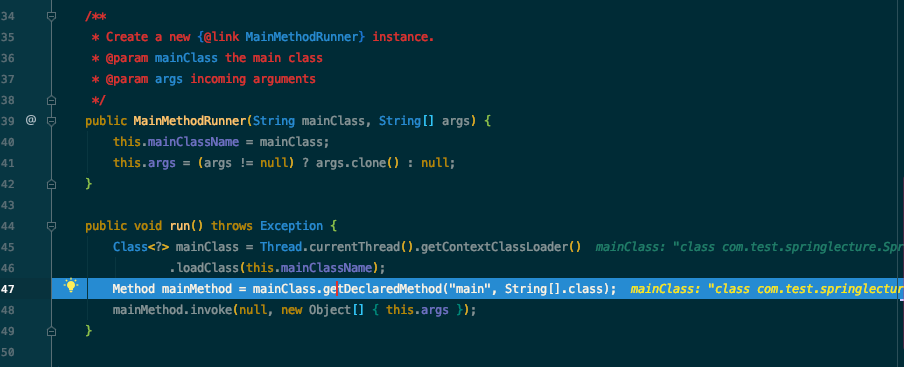 34 /**
35 * Create a new {@link MainMethodRunner} instance.
36 * @param mainClass the main class
37 * @param args incoming arguments
38 */
39 @ public MainMethodRunner(String mainClass, String[] args) {
40 this.mainClassName = mainClass;
41 this.args = (args != null) ? args.clone() : null;
42 }
43
44 public void run() throws Exception {
45 Class<?> mainClass = Thread.currentThread().getContextClassLoader() mainClass: "class com.test.springlecture.Spr
46 .loadClass(this.mainClassName);
47 Method mainMethod = mainClass.getDeclaredMethod("main", String[].class); mainClass: "class com.test.springlectur
48 mainMethod.invoke(null, new Object[] { this.args });
49 }
50